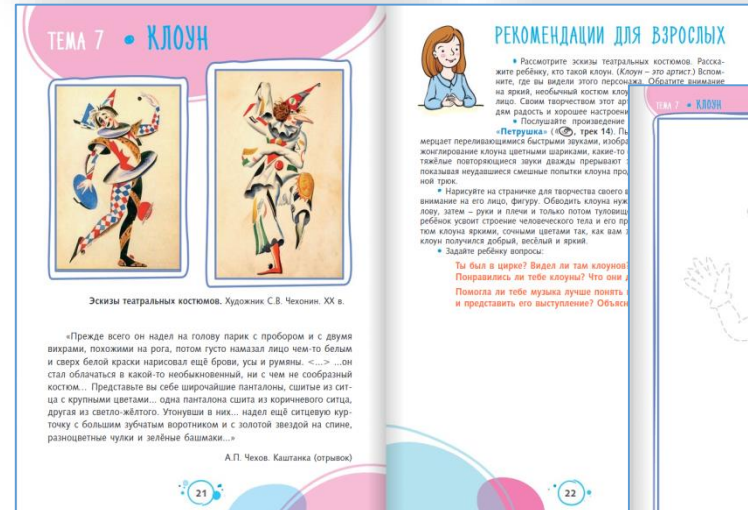 ТЕМА 7 • КЛОУН
Эскизы театральных костюмов. Художник С.В. Чехонин. XX в.
«Прежде всего он надел на голову парик с пробором и с двумя
вихрами, похожими на рога, потом густо намазал лицо чем-то белым
и сверх белой краски нарисовал ещё брови, усы и румяны. <...> ...он
стал облачаться в какой-то необыкновенный, ни с чем не сообразный
костюм... Представьте вы себе широчайшие панталоны, сшитые из сит-
ца с крупными цветами... одна панталона сшита из коричневого ситца,
другая из светло-жёлтого. Утонувши в них... надел ещё ситцевую кур-
точку с большим зубчатым воротником и с золотой звездой на спине,
разноцветные чулки и зелёные башмаки...»
А.П. Чехов. Каштанка (отрывок)
21
РЕКОМЕНДАЦИИ ДЛЯ ВЗРОСЛЫХ
• Рассмотрите эскизы театральных костюмов. Расска-
жите ребёнку, кто такой клоун. (Клоун – это артист.) Вспом-
ните, где вы видели этого персонажа. Обратите внимание
на яркий, необычный костюм клоу
лицо. Своим творчеством этот арт
дям радость и хорошее настроени
• Послушайте произведение
«Петрушка» (трек 14). Пь
мерцает переливающимися быстрыми звуками, изобра
жонглирование клоуна цветными шариками, какие-то
тяжёлые повторяющиеся звуки дважды прерывают
показывая неудавшиеся смешные попытки клоуна про
ной трюк.
• Нарисуйте на страничке для творчества своего
внимание на его лицо, фигуру. Обводить клоуна нуж
лову, затем – руки и плечи и только потом туловищ
ребёнок усвоит строение человеческого тела и его пр
тюм клоуна яркими, сочными цветами так, как вам
клоун получился добрый, весёлый и яркий.
• Задайте ребёнку вопросы:
Ты был в цирке? Видел ли там клоунов?
Понравились ли тебе клоуны? Что они д
Помогла ли тебе музыка лучше понять
и представить его выступление? Объясн
22
ТЕМА 7 • КЛОУН